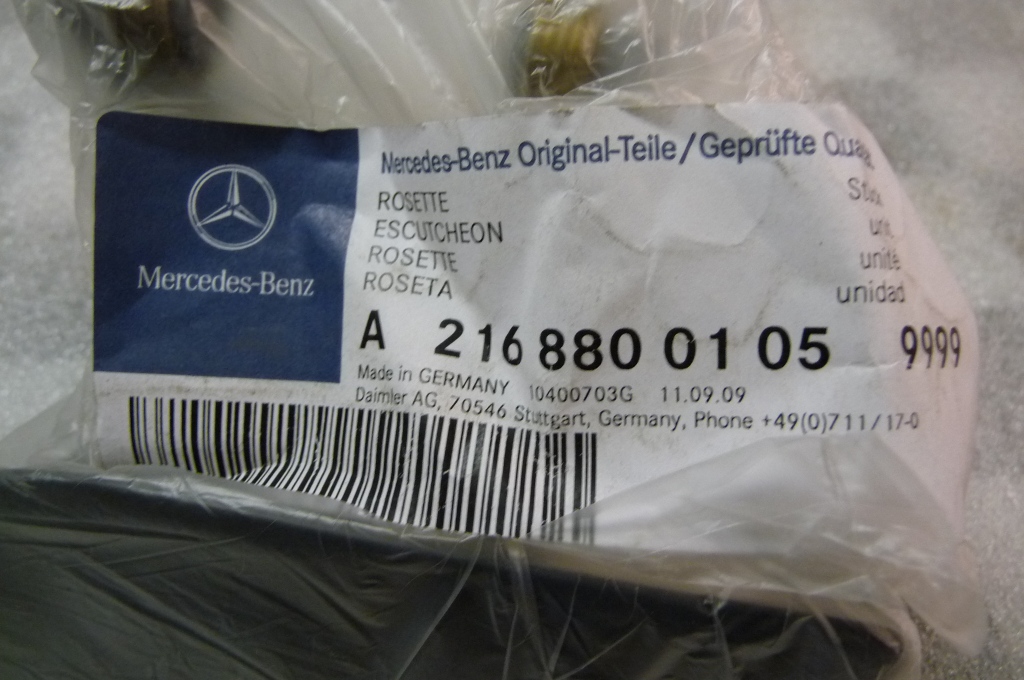 Mercedes-Benz Original-Teile/Geprüfte
ROSETTE
ESCUTCHEON unit
ROSETTE unité
ROSETA unidad
Mercedes-Benz
A 216 880 01 05 9999
Made in GERMANY 10400703G 11.09.09
Daimler AG, 70546 Stuttgart, Germany, Phone +49(0)711/17-0